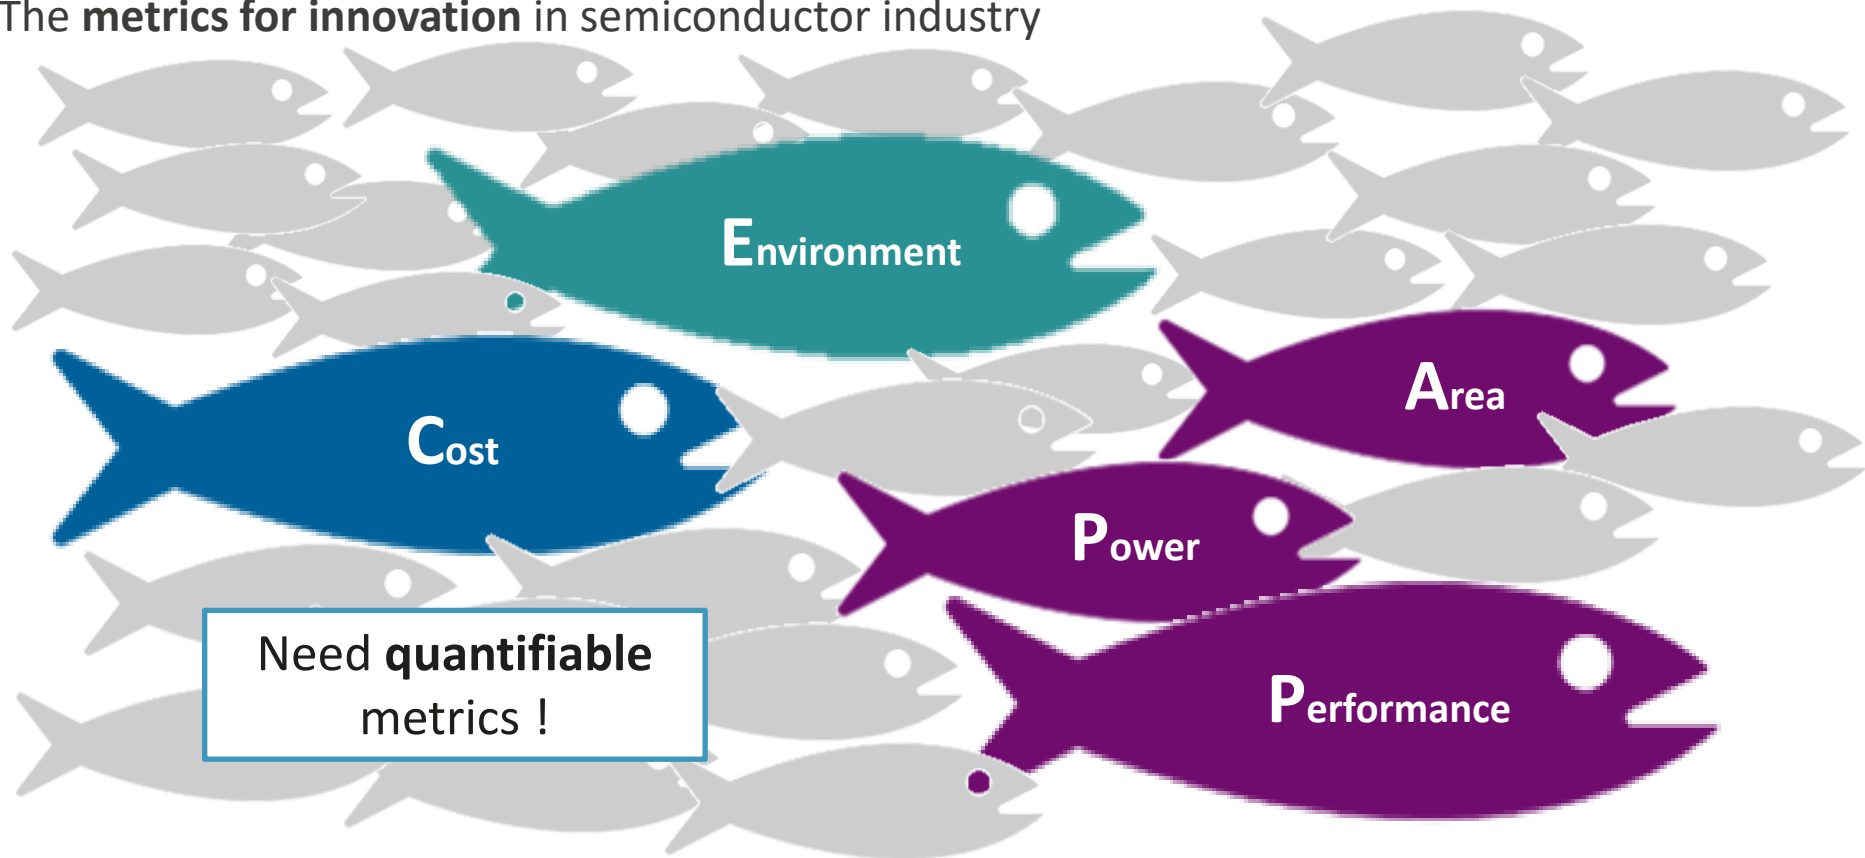 The metrics for innovation in semiconductor industry
Environment
Cost
Area
Power
Performance
Need quantifiable
metrics !